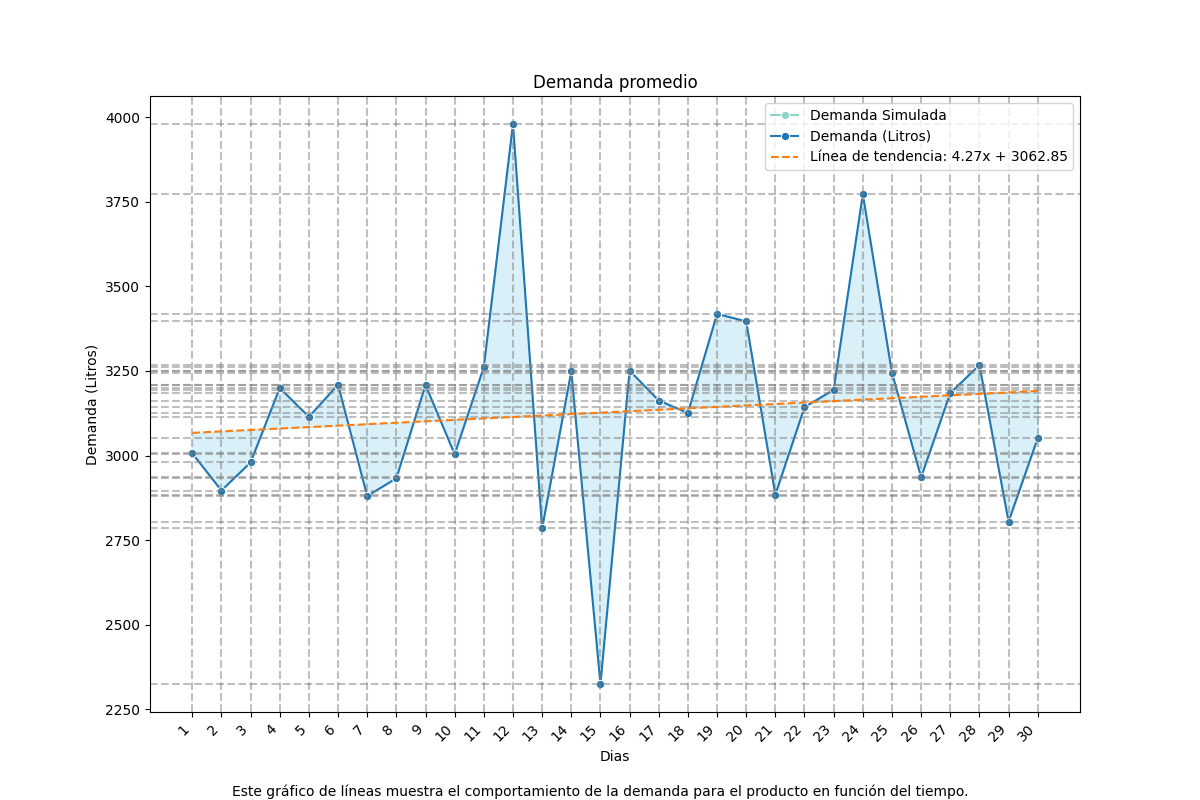 Demanda promedio
Demanda Simulada
Demanda (Litros)
Línea de tendencia: 4.27x + 3062.85
4000
3750
3500
3250
3000
2750
2500
2250
Demanda (Litros)
1 2 3 4 5 6 7 8 9 10 11 12 13 14 15 16 17 18 19 20 21 22 23 24 25 26 27 28 29 30
Dias
Este gráfico de líneas muestra el comportamiento de la demanda para el producto en función del tiempo.